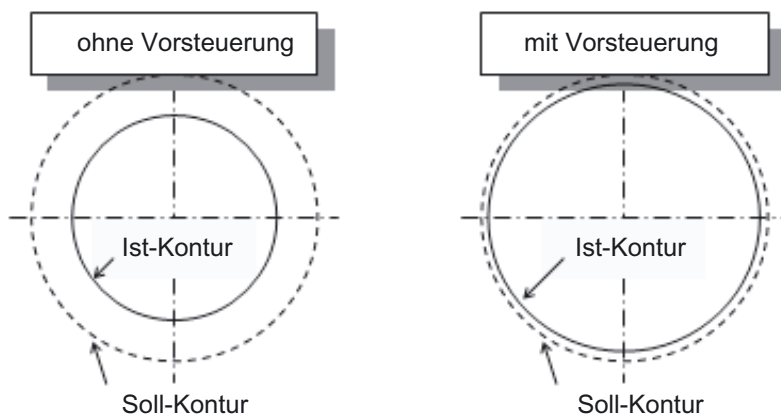 ohne Vorsteuerung
mit Vorsteuerung
Ist-Kontur
Ist-Kontur
Soll-Kontur
Soll-Kontur